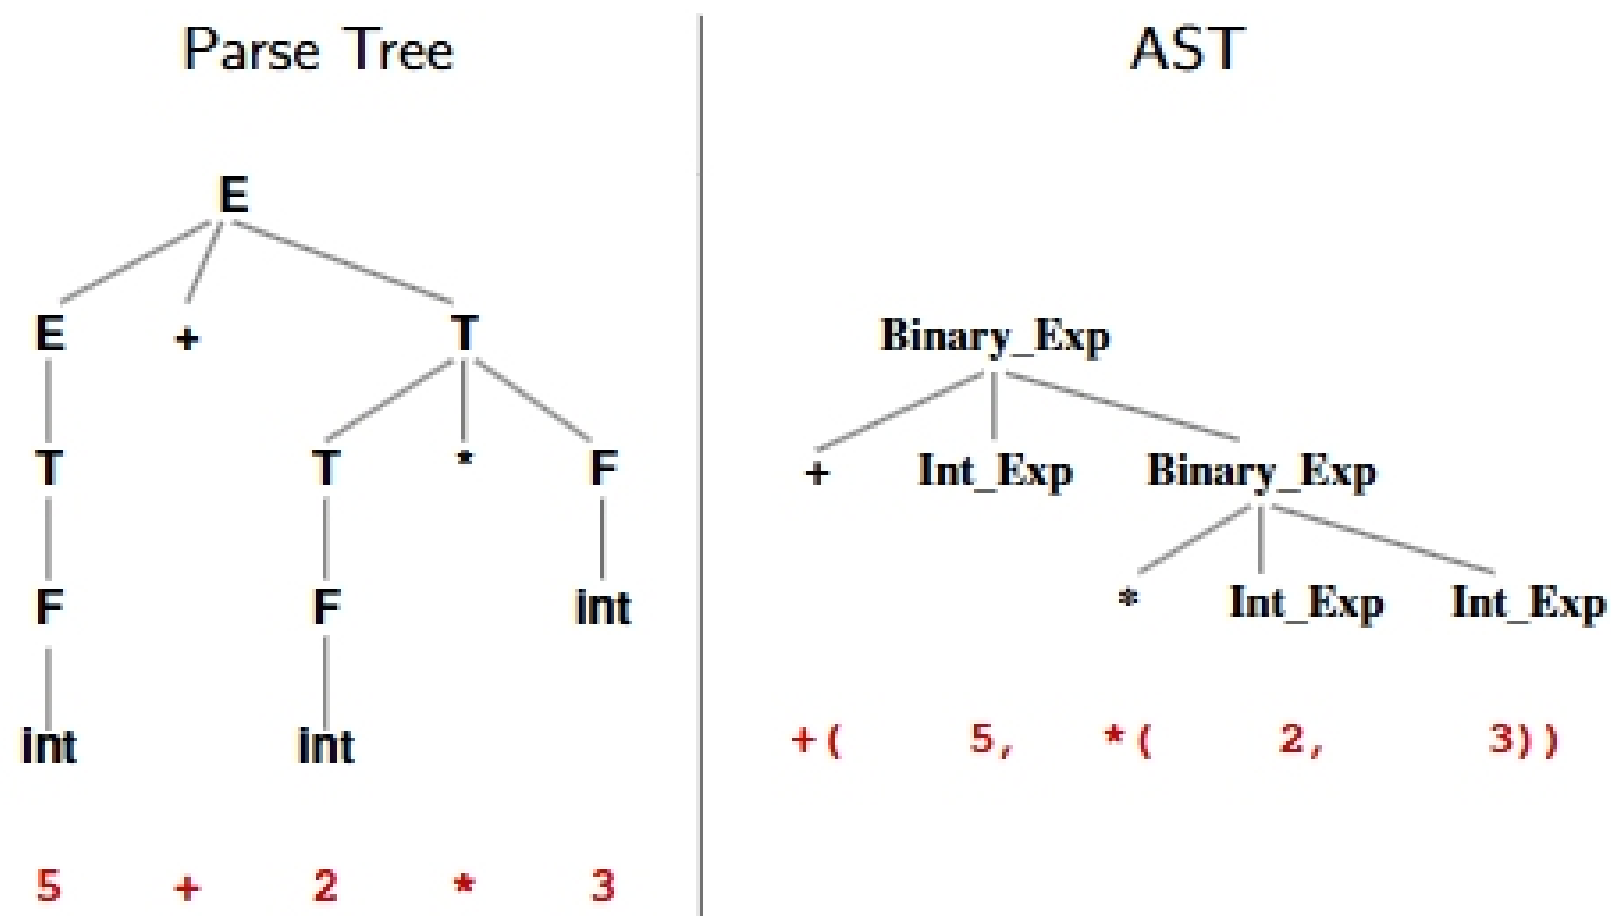 Parse Tree
E
E + T
T T * F
F F int
int int
5 + 2 * 3
AST
Binary_Exp
+ Int_Exp Binary_Exp
* Int_Exp Int_Exp
+( 5, *( 2, 3))